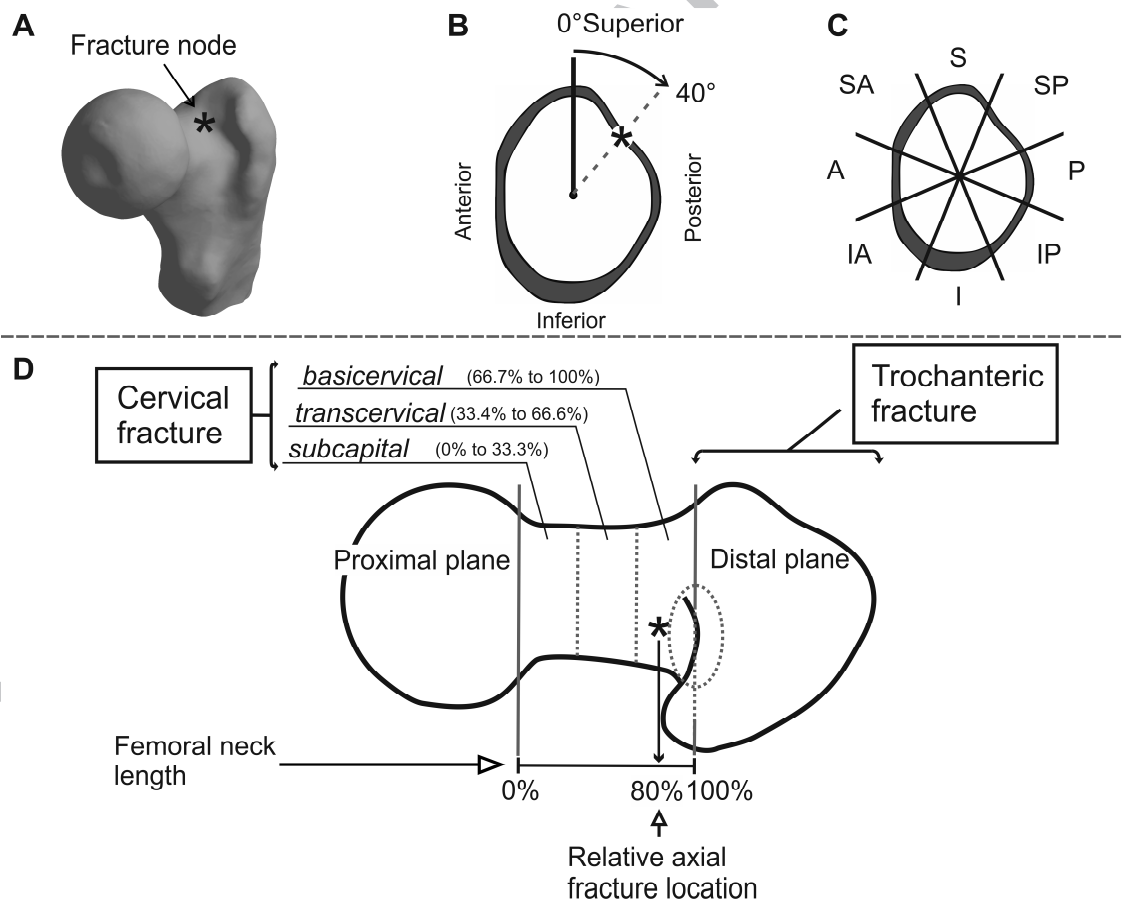 A
Fracture node
*
B
0°Superior
40°
*
Anterior
Posterior
Inferior
C
S
SA
SP
A
P
IA
IP
I
D
Cervical
fracture
basicervical (66.7% to 100%)
transcervical (33.4% to 66.6%)
subcapital (0% to 33.3%)
Trochanteric
fracture
Proximal plane
Distal plane
*
Femoral neck
length
0%
80%
100%
Relative axial
fracture location